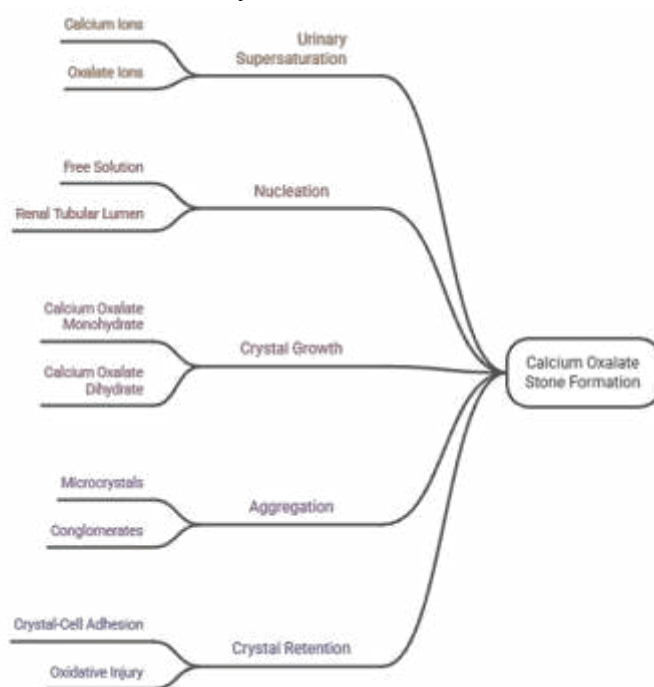 Calcium Ions
Urinary
Supersaturation
Oxalate Ions
Free Solution
Nucleation
Renal Tubular Lumen
Calcium Oxalate
Monohydrate
Crystal Growth
Calcium Oxalate
Dihydrate
Calcium Oxalate
Stone Formation
Microcrystals
Aggregation
Conglomerates
Crystal-Cell Adhesion
Crystal Retention
Oxidative Injury